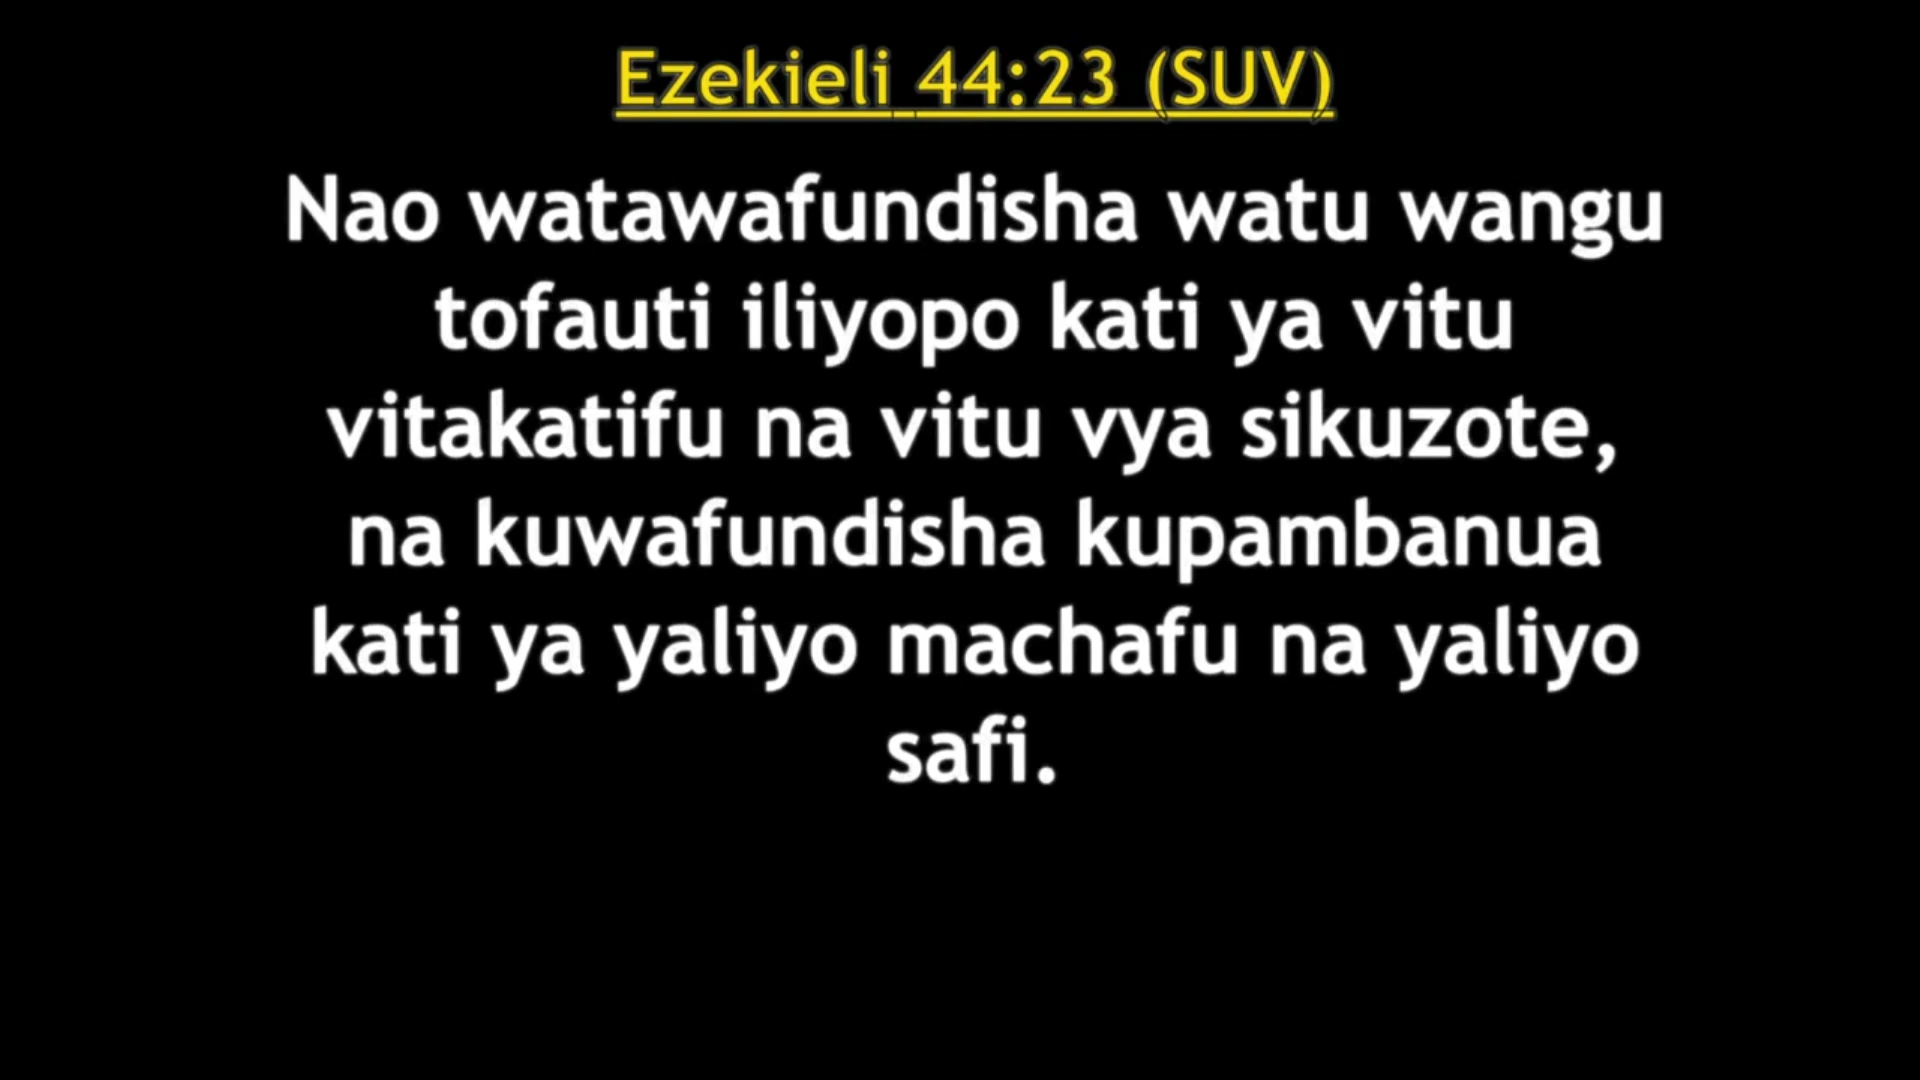 Ezekieli 44:23 (SUV)
Nao watawafundisha watu wangu
tofauti iliyopo kati ya vitu
vitakatifu na vitu vya sikuzote,
na kuwafundisha kupambanua
kati ya yaliyo machafu na yaliyo
safi.